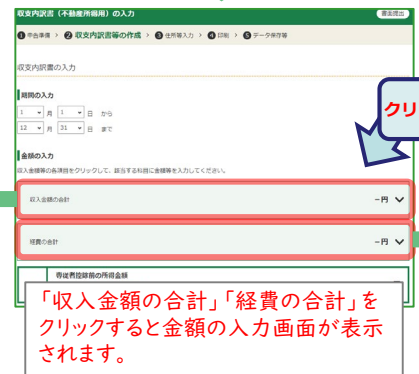 収支内訳書（不動産所得用）の入力
書面提出
1 申告準備 > 2 収支内訳書等の作成 > 3 住所等入力 > 4 印刷 > 5 データ保存等
収支内訳書の入力
期間の入力
1 月 1 日 から
12 月 31 日 まで
クリ
金額の入力
収入金額等の各項目をクリックして、該当する科目に金額等を入力してください。
収入金額の合計 －円
経費の合計 －円
専従者控除前の所得金額
「収入金額の合計」「経費の合計」を
クリックすると金額の入力画面が表示
されます。